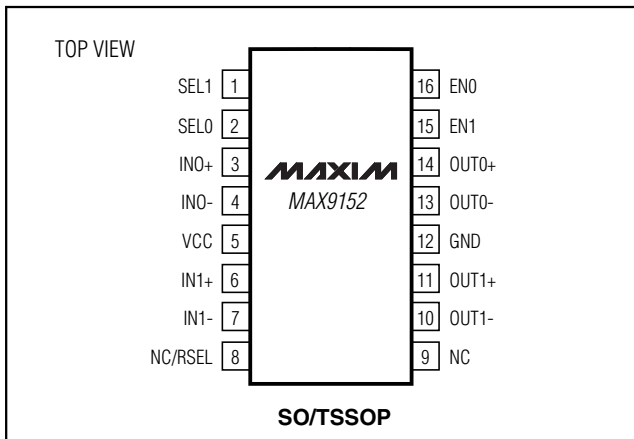 TOP VIEW
SEL1 1 16 EN0
SEL0 2 15 EN1
IN0+ 3 MAXIM 14 OUT0+
IN0- 4 MAX9152 13 OUT0-
VCC 5 12 GND
IN1+ 6 11 OUT1+
IN1- 7 10 OUT1-
NC/RSEL 8 9 NC
SO/TSSOP